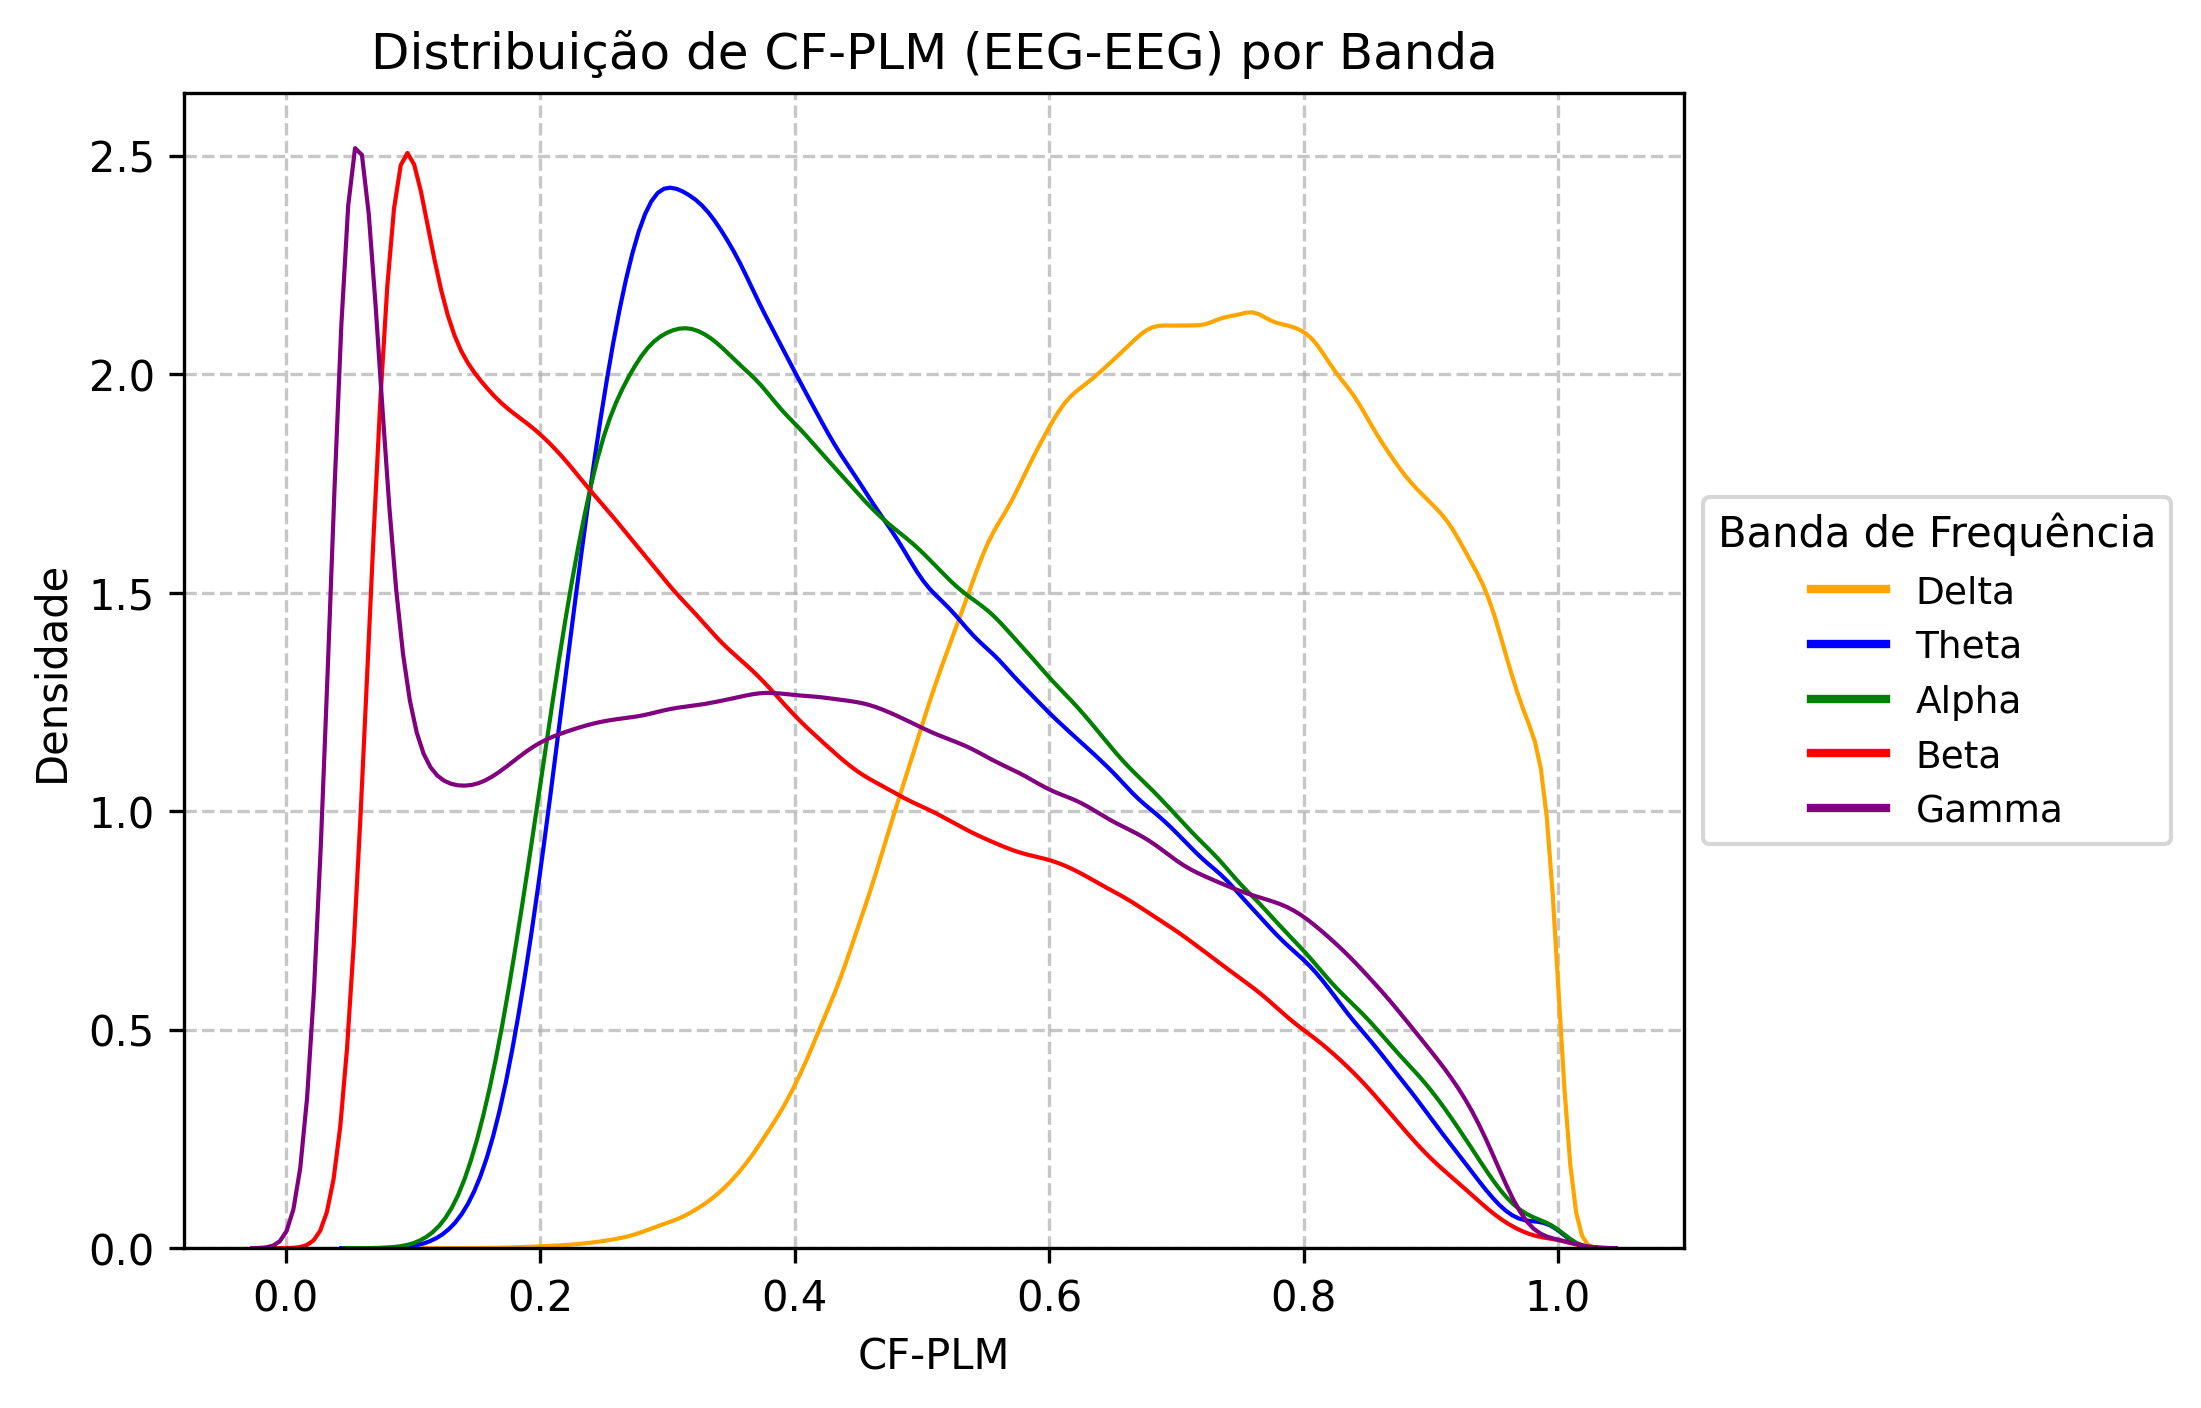 Distribuição de CF-PLM (EEG-EEG) por Banda
Densidade
2.5
2.0
1.5
1.0
0.5
0.0
0.0 0.2 0.4 0.6 0.8 1.0
CF-PLM
Banda de Frequência
Delta
Theta
Alpha
Beta
Gamma